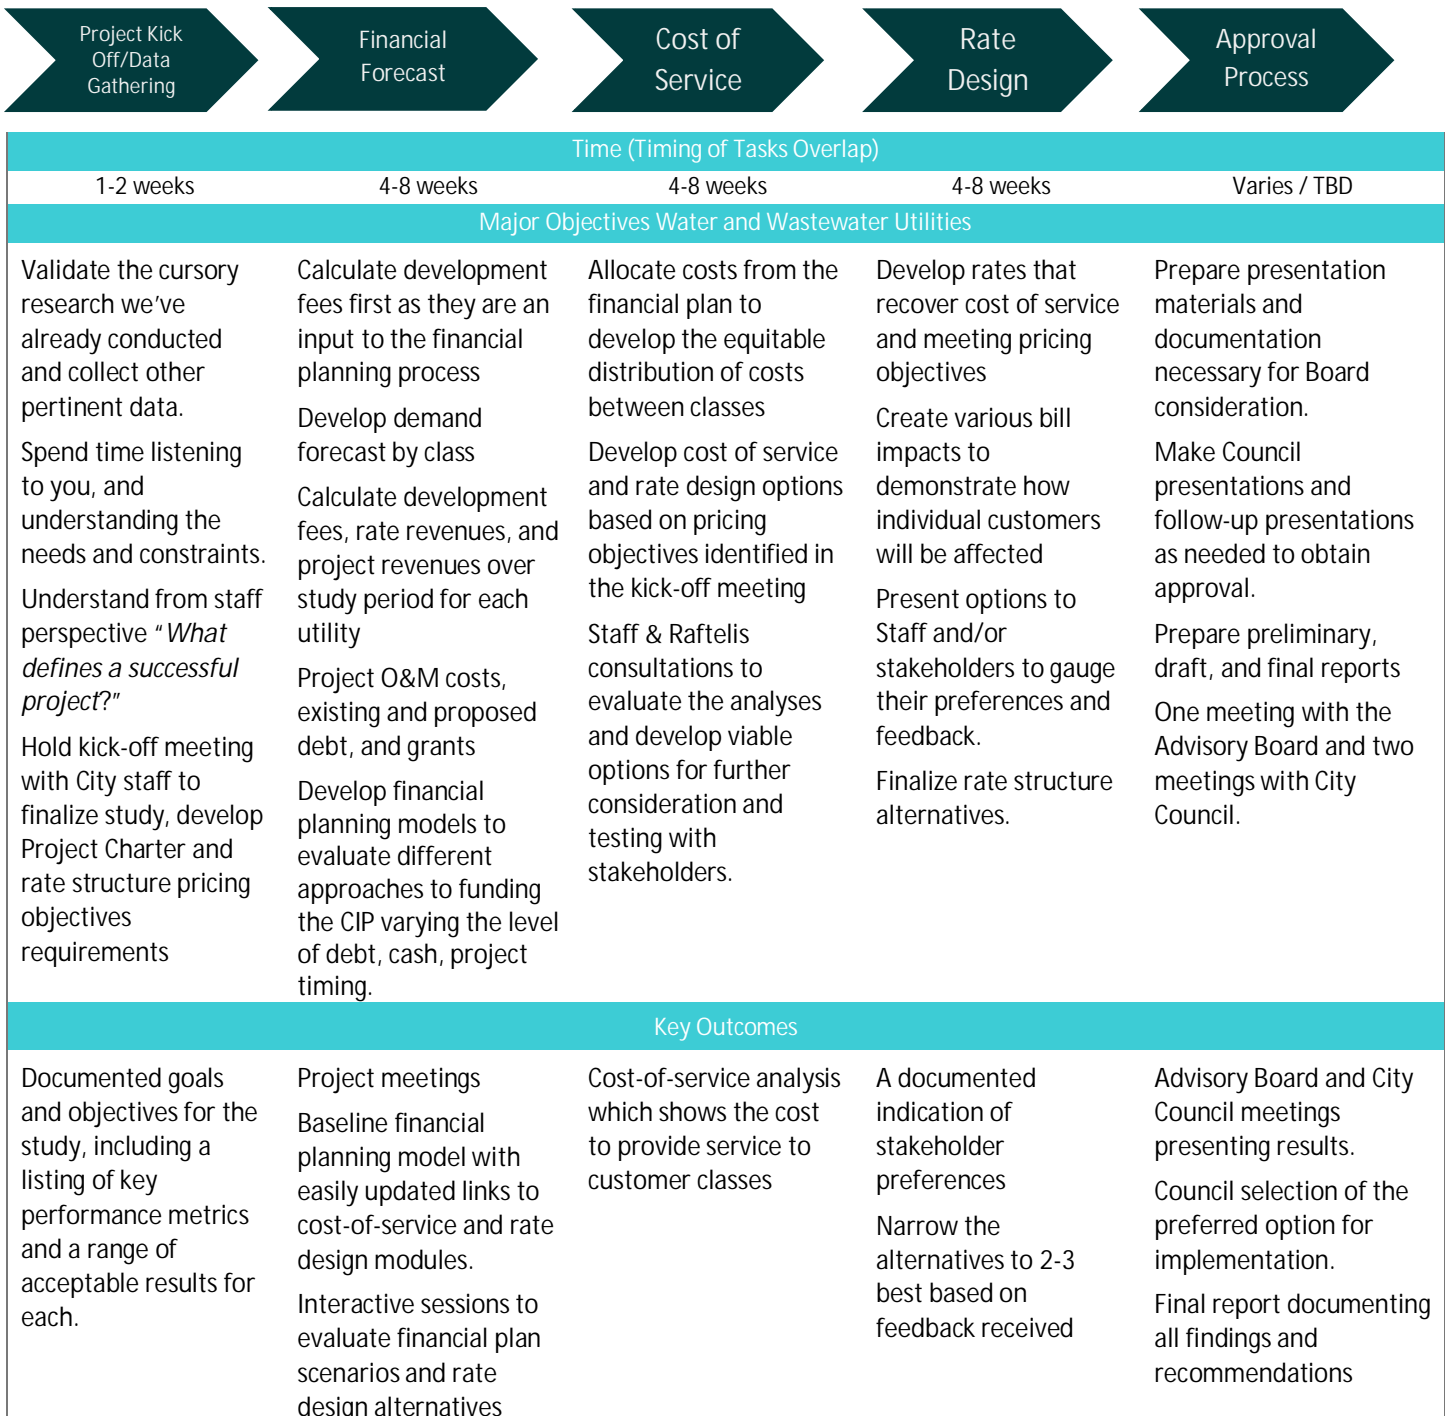 Project Kick
Off/Data
Gathering
Financial
Forecast
Cost of
Service
Rate
Design
Approval
Process
Time (Timing of Tasks Overlap)
1-2 weeks
4-8 weeks
4-8 weeks
4-8 weeks
Varies / TBD
Major Objectives Water and Wastewater Utilities
Validate the cursory
research we've
already conducted
and collect other
pertinent data.
Spend time listening
to you, and
understanding the
needs and constraints.
Understand from staff
perspective "What
defines a successful
project?"
Hold kick-off meeting
with City staff to
finalize study, develop
Project Charter and
rate structure pricing
objectives
requirements
Calculate development
fees first as they are an
input to the financial
planning process
Develop demand
forecast by class
Calculate development
fees, rate revenues, and
project revenues over
study period for each
utility
Project O&M costs,
existing and proposed
debt, and grants
Develop financial
planning models to
evaluate different
approaches to funding
the CIP varying the level
of debt, cash, project
timing.
Allocate costs from the
financial plan to
develop the equitable
distribution of costs
between classes
Develop cost of service
and rate design options
based on pricing
objectives identified in
the kick-off meeting
Staff & Raftelis
consultations to
evaluate the analyses
and develop viable
options for further
consideration and
testing with
stakeholders.
Develop rates that
recover cost of service
and meeting pricing
objectives
Create various bill
impacts to
demonstrate how
individual customers
will be affected
Present options to
Staff and/or
stakeholders to gauge
their preferences and
feedback.
Finalize rate structure
alternatives.
Prepare presentation
materials and
documentation
necessary for Board
consideration.
Make Council
presentations and
follow-up presentations
as needed to obtain
approval.
Prepare preliminary,
draft, and final reports
One meeting with the
Advisory Board and two
meetings with City
Council.
Key Outcomes
Documented goals
and objectives for the
study, including a
listing of key
performance metrics
and a range of
acceptable results for
each.
Project meetings
Baseline financial
planning model with
easily updated links to
cost-of-service and rate
design modules.
Interactive sessions to
evaluate financial plan
scenarios and rate
design alternatives
Cost-of-service analysis
which shows the cost
to provide service to
customer classes
A documented
indication of
stakeholder
preferences
Narrow the
alternatives to 2-3
best based on
feedback received
Advisory Board and City
Council meetings
presenting results.
Council selection of the
preferred option for
implementation.
Final report documenting
all findings and
recommendations